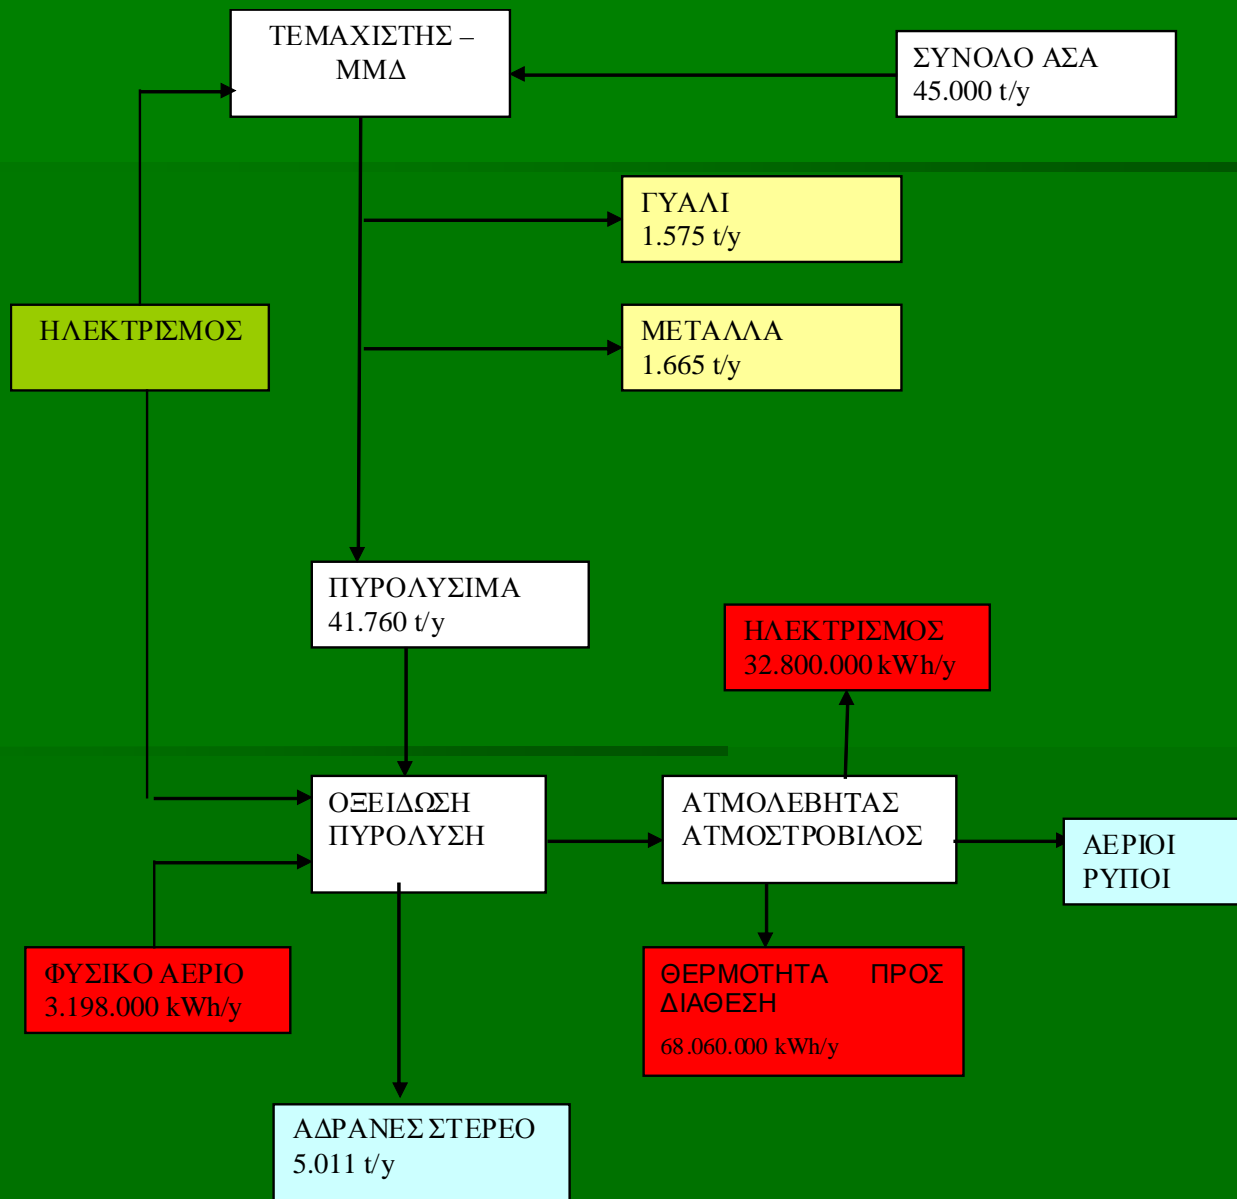 ΤΕΜΑΧΙΣΤΗΣ –
ΜΜΔ
ΣΥΝΟΛΟ ΑΣΑ
45.000 t/y
ΓΥΑΛΙ
1.575 t/y
ΗΛΕΚΤΡΙΣΜΟΣ
ΜΕΤΑΛΛΑ
1.665 t/y
ΠΥΡΟΛΥΣΙΜΑ
41.760 t/y
ΗΛΕΚΤΡΙΣΜΟΣ
32.800.000 kWh/y
ΟΞΕΙΔΩΣΗ
ΠΥΡΟΛΥΣΗ
ΑΤΜΟΛΕΒΗΤΑΣ
ΑΤΜΟΣΤΡΟΒΙΛΟΣ
ΑΕΡΙΟΙ
ΡΥΠΟΙ
ΦΥΣΙΚΟ ΑΕΡΙΟ
3.198.000 kWh/y
ΘΕΡΜΟΤΗΤΑ ΠΡΟΣ
ΔΙΑΘΕΣΗ
68.060.000 kWh/y
ΑΔΡΑΝΕΣ ΣΤΕΡΕΟ
5.011 t/y